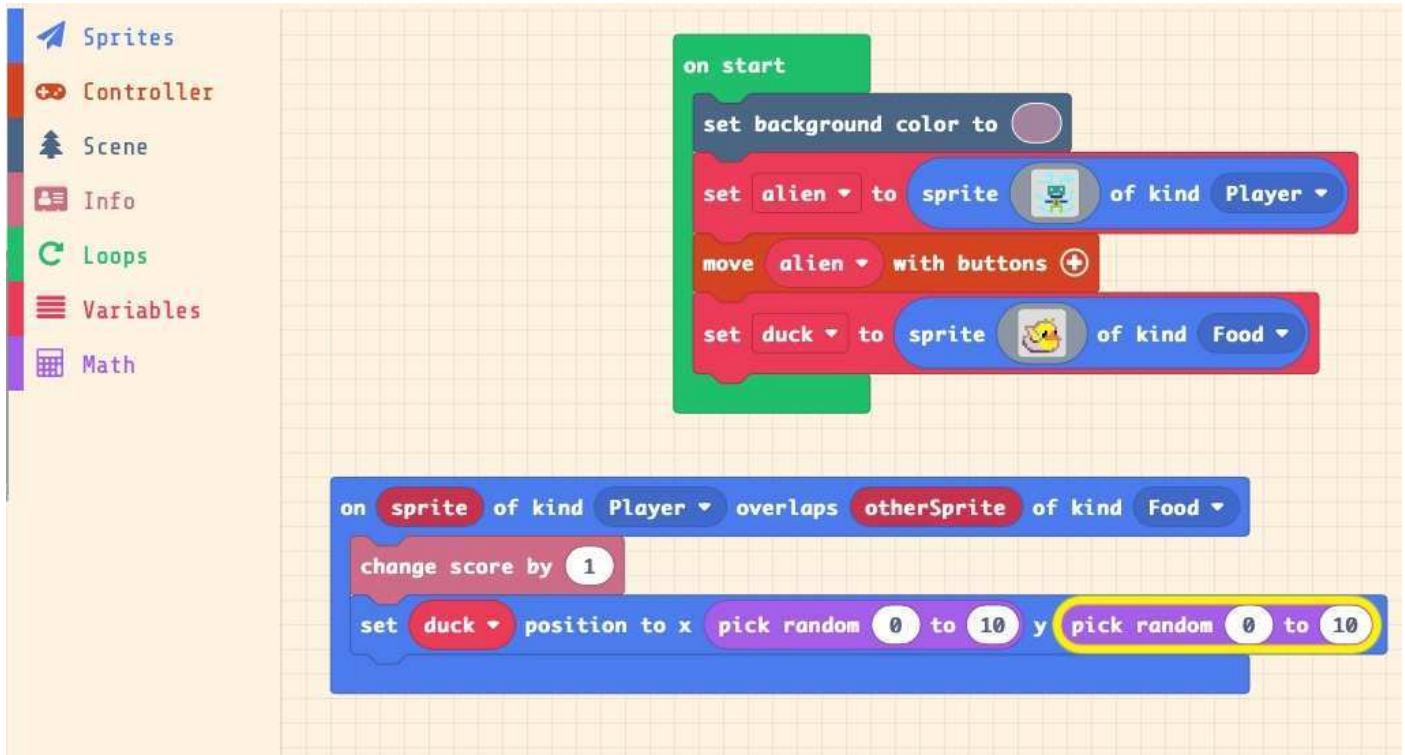 Sprites
Controller
Scene
Info
Loops
Variables
Math
on start
set background color to
set alien to sprite of kind Player
move alien with buttons
set duck to sprite of kind Food
on sprite of kind Player overlaps otherSprite of kind Food
change score by 1
set duck position to x pick random 0 to 10 y pick random 0 to 10